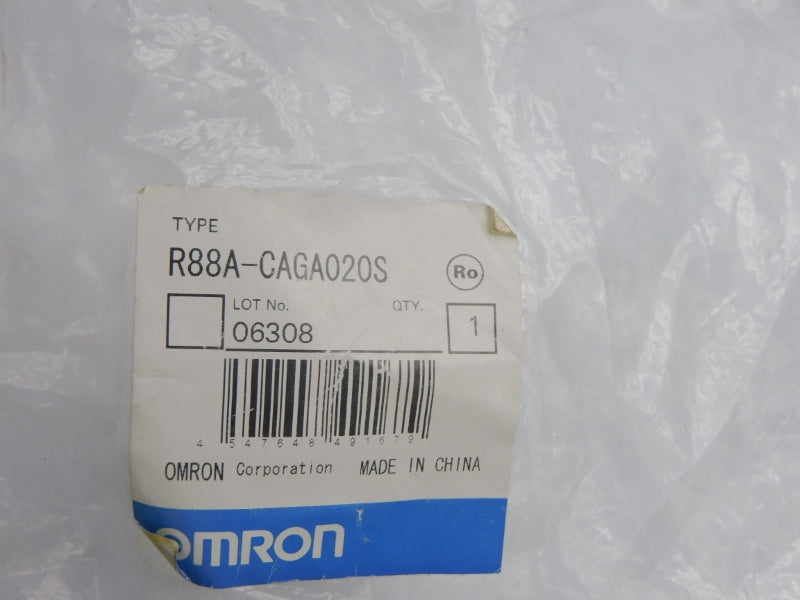 TYPE
R88A-CAGA020S Ro
LOT No. QTY.
06308 1
4 547648 491679
OMRON Corporation MADE IN CHINA
OMRON